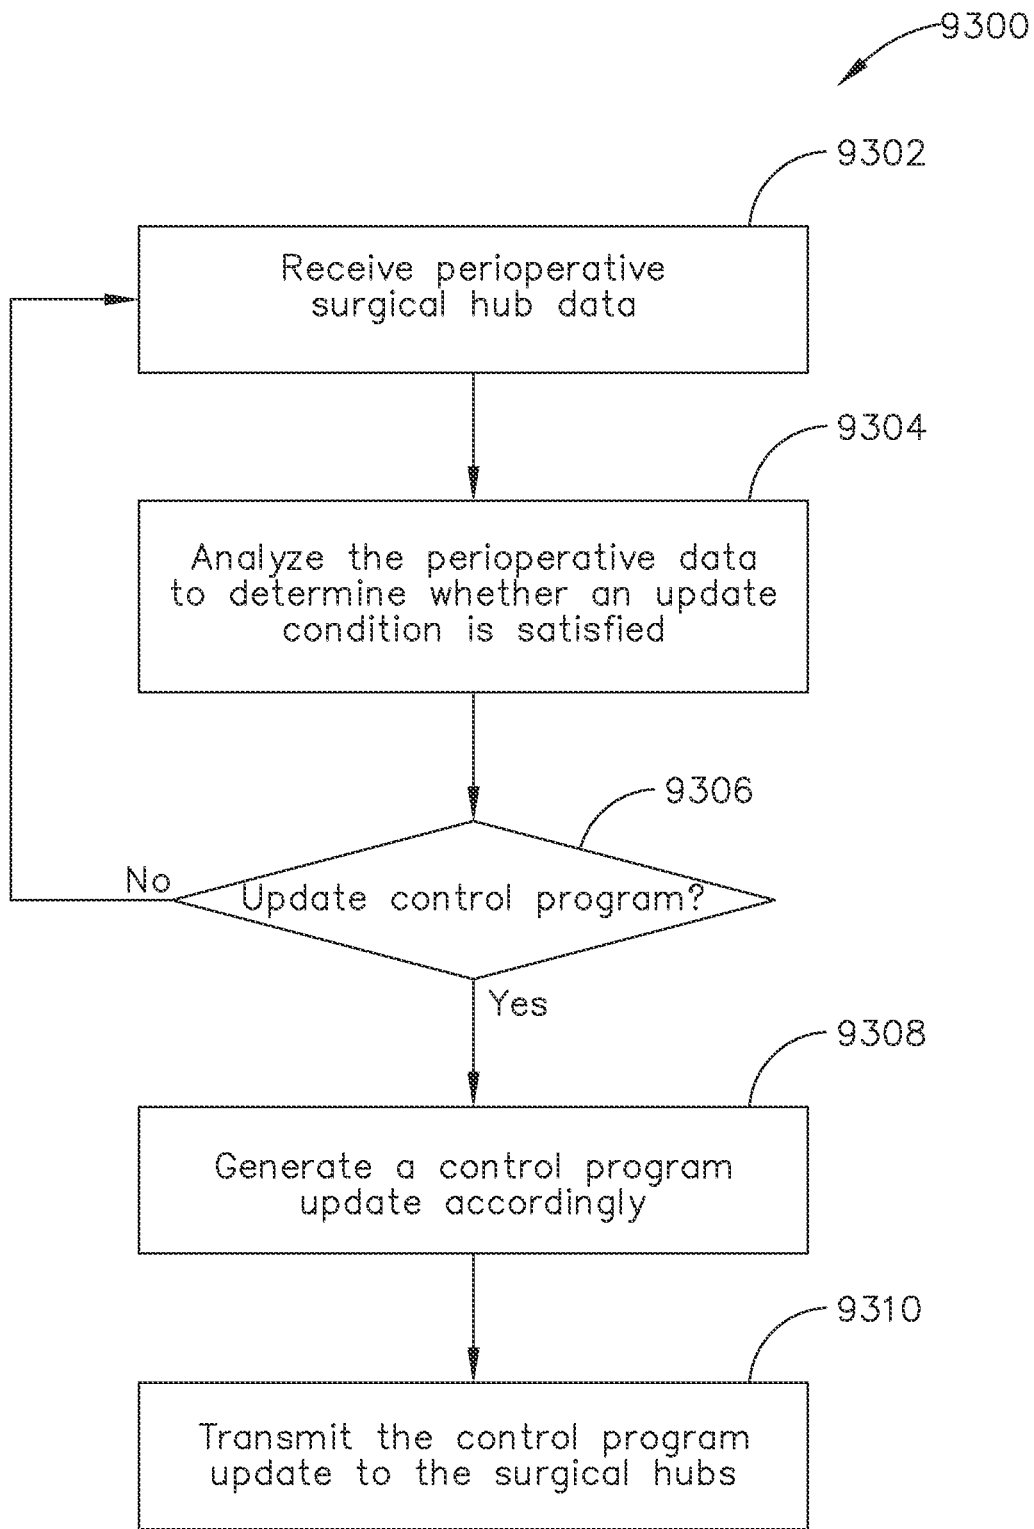 9300
9302
Receive perioperative
surgical hub data
9304
Analyze the perioperative data
to determine whether an update
condition is satisfied
9306
No
Update control program?
Yes
9308
Generate a control program
update accordingly
9310
Transmit the control program
update to the surgical hubs